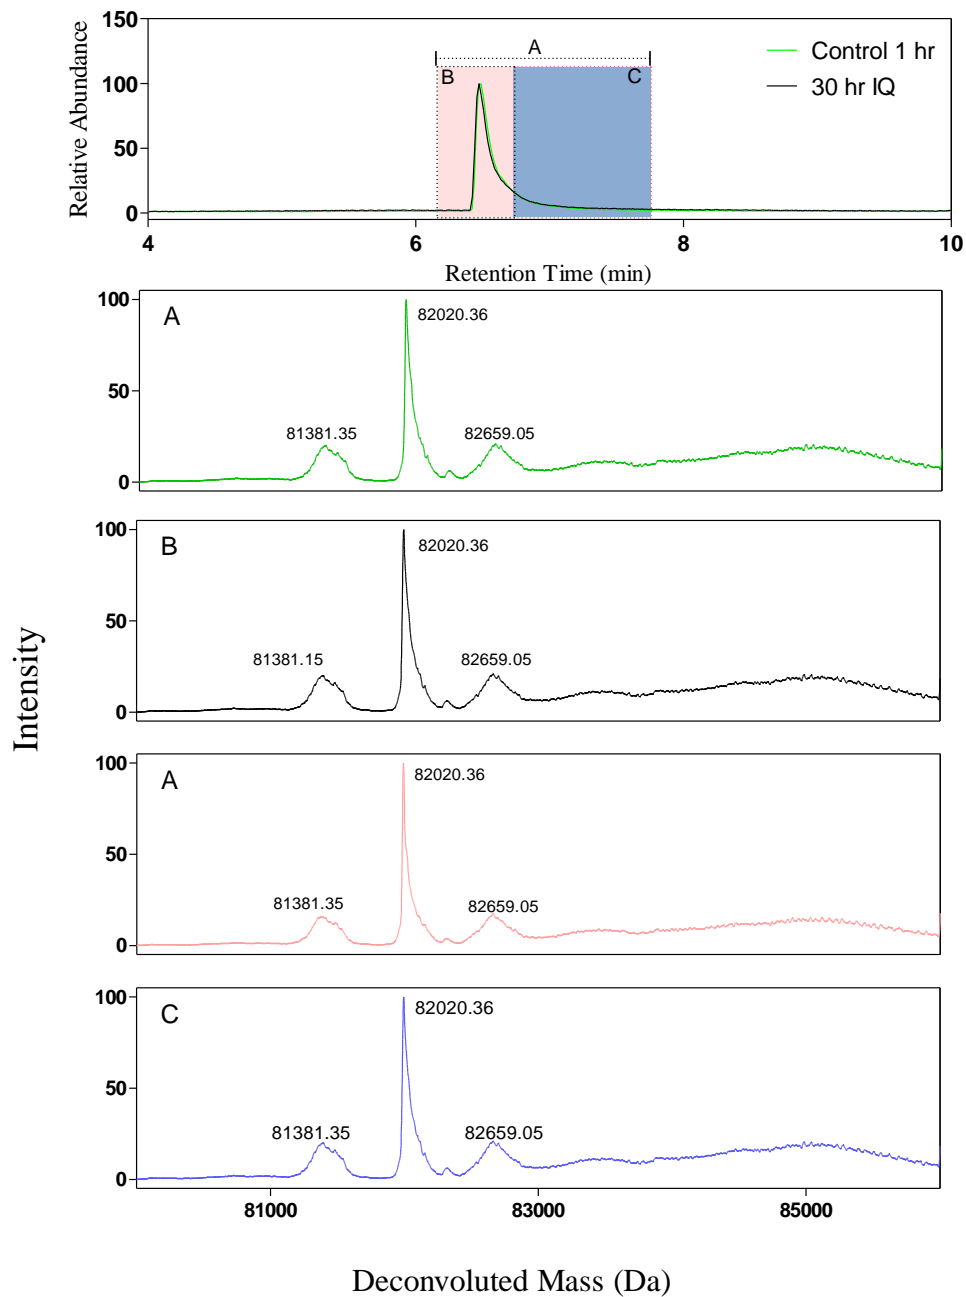 150
100
50
0
Relative Abundance
A
B
C
Control 1 hr
30 hr IQ
4
6
8
10
Retention Time (min)
Intensity
100
50
0
A
82020.36
81381.35
82659.05
100
50
0
B
82020.36
81381.15
82659.05
100
50
0
A
82020.36
81381.35
82659.05
100
50
0
C
82020.36
81381.35
82659.05
81000
83000
85000
Deconvoluted Mass (Da)